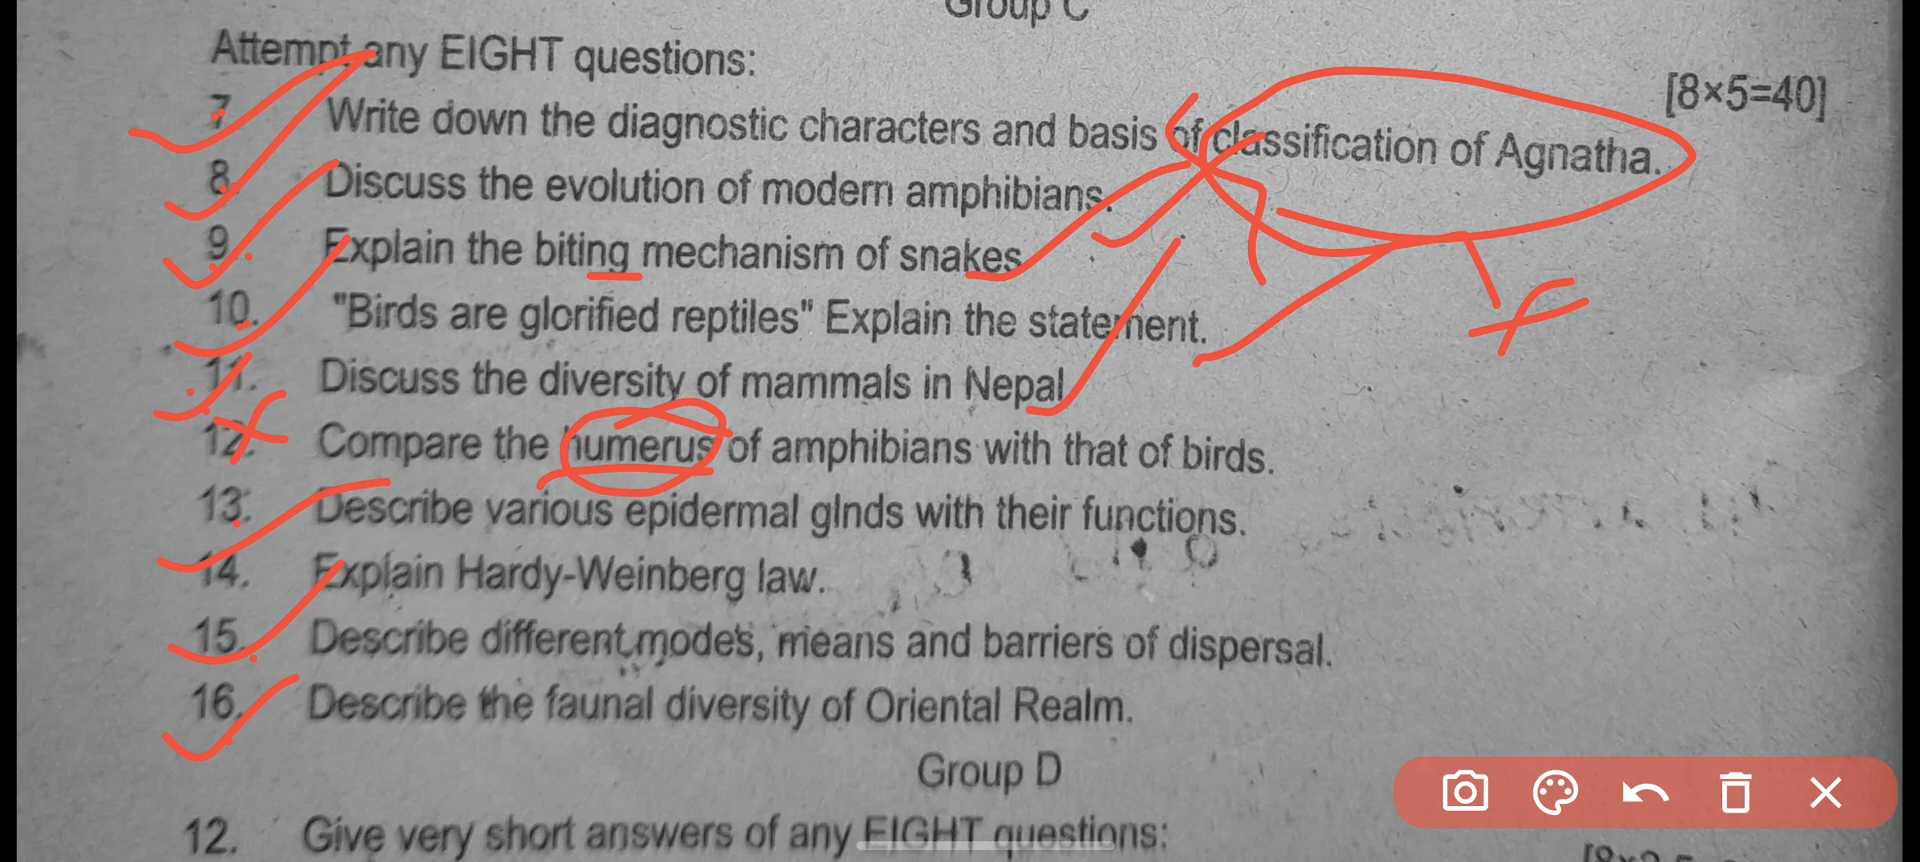 Group C
Attempt any EIGHT questions:
[8×5=40]
7 Write down the diagnostic characters and basis of classification of Agnatha.
8. Discuss the evolution of modern amphibians.
9. Explain the biting mechanism of snakes
10. "Birds are glorified reptiles" Explain the statement.
11. Discuss the diversity of mammals in Nepal
12. Compare the humerus of amphibians with that of birds.
13. Describe various epidermal glnds with their functions.
14. Explain Hardy-Weinberg law.
15. Describe different modes, means and barriers of dispersal.
16. Describe the faunal diversity of Oriental Realm.
Group D
12. Give very short answers of any EIGHT questions: